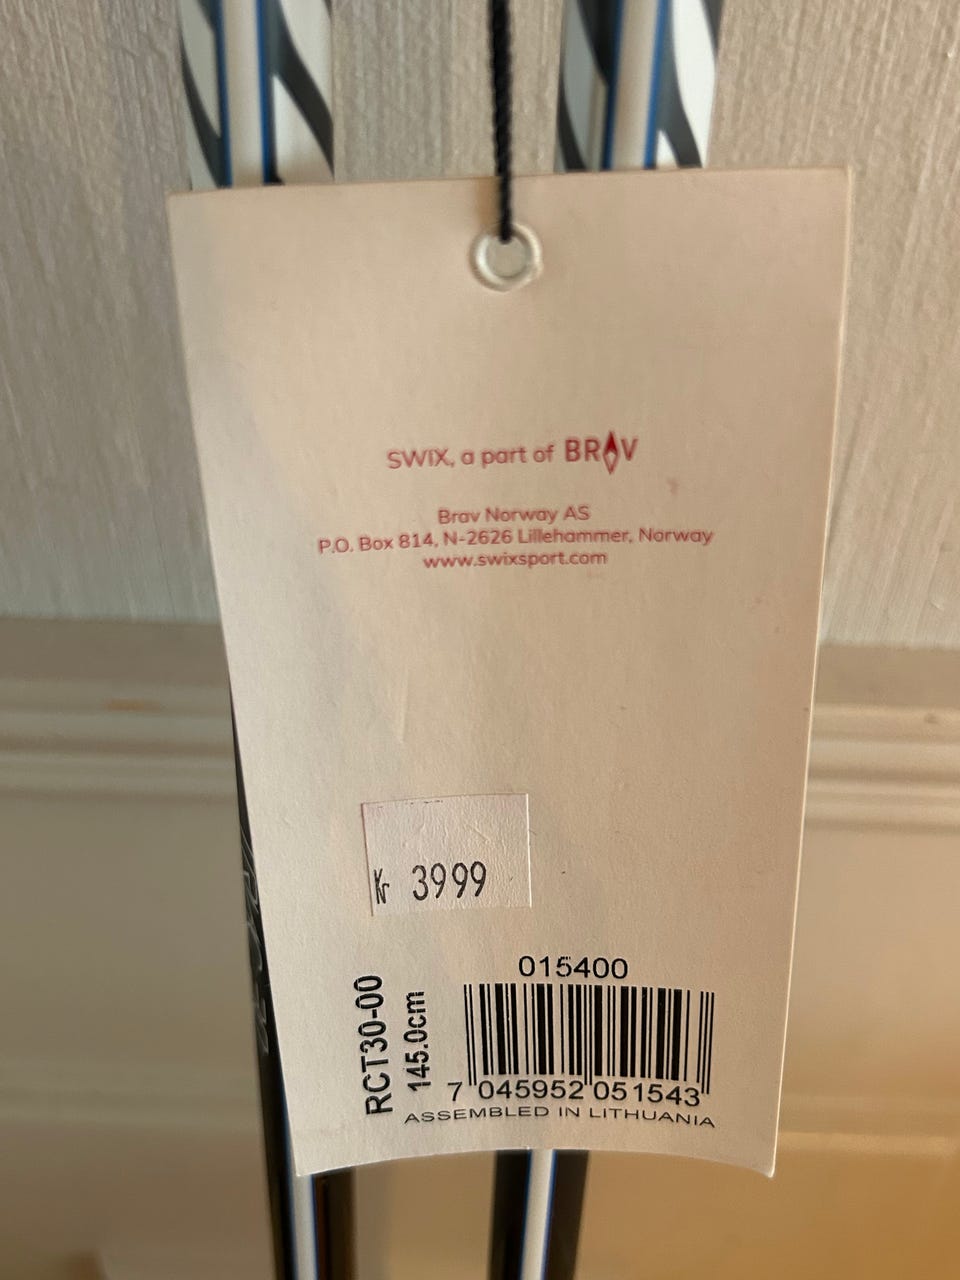 SWIX, a part of BRAV
Brav Norway AS
P.O. Box 814, N-2626 Lillehammer, Norway
www.swixsport.com
Kr 3999
015400
RCT30-00
145.0cm
7 045952 051543
ASSEMBLED IN LITHUANIA